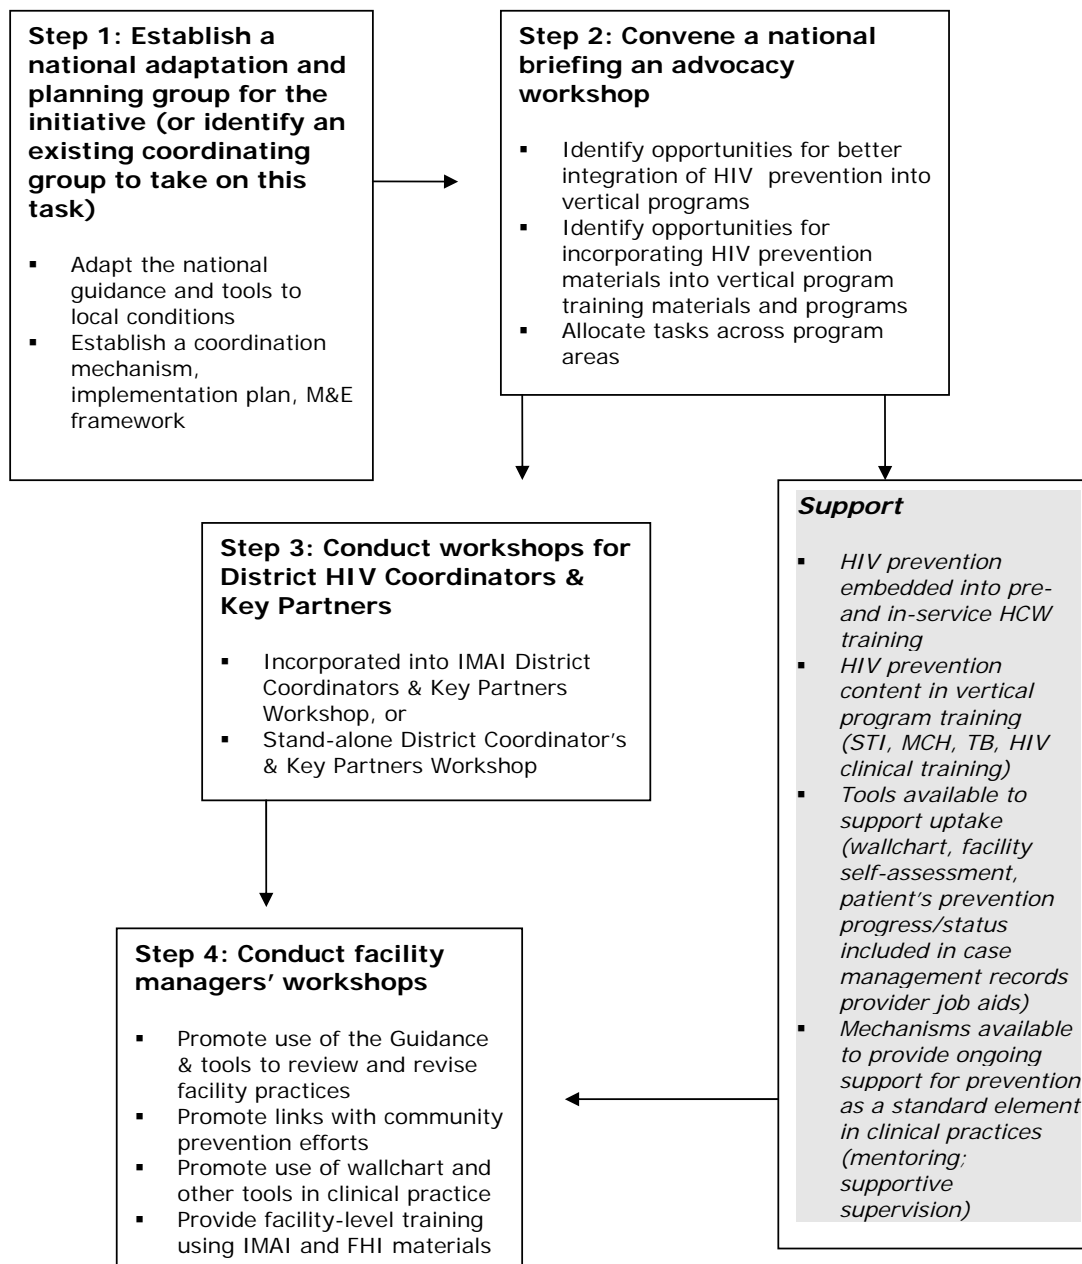 Step 1: Establish a
national adaptation and
planning group for the
initiative (or identify an
existing coordinating
group to take on this
task)
▪ Adapt the national
guidance and tools to
local conditions
▪ Establish a coordination
mechanism,
implementation plan, M&E
framework
Step 2: Convene a national
briefing an advocacy
workshop
▪ Identify opportunities for better
integration of HIV prevention into
vertical programs
▪ Identify opportunities for
incorporating HIV prevention
materials into vertical program
training materials and programs
▪ Allocate tasks across program
areas
Step 3: Conduct workshops for
District HIV Coordinators &
Key Partners
▪ Incorporated into IMAI District
Coordinators & Key Partners
Workshop, or
▪ Stand-alone District Coordinator's
& Key Partners Workshop
Support
▪ HIV prevention
embedded into pre-
and in-service HCW
training
▪ HIV prevention
content in vertical
program training
(STI, MCH, TB, HIV
clinical training)
▪ Tools available to
support uptake
(wallchart, facility
self-assessment,
patient's prevention
progress/status
included in case
management records
provider job aids)
▪ Mechanisms available
to provide ongoing
support for prevention
as a standard element
in clinical practices
(mentoring;
supportive
supervision)
Step 4: Conduct facility
managers' workshops
▪ Promote use of the Guidance
& tools to review and revise
facility practices
▪ Promote links with community
prevention efforts
▪ Promote use of wallchart and
other tools in clinical practice
▪ Provide facility-level training
using IMAI and FHI materials